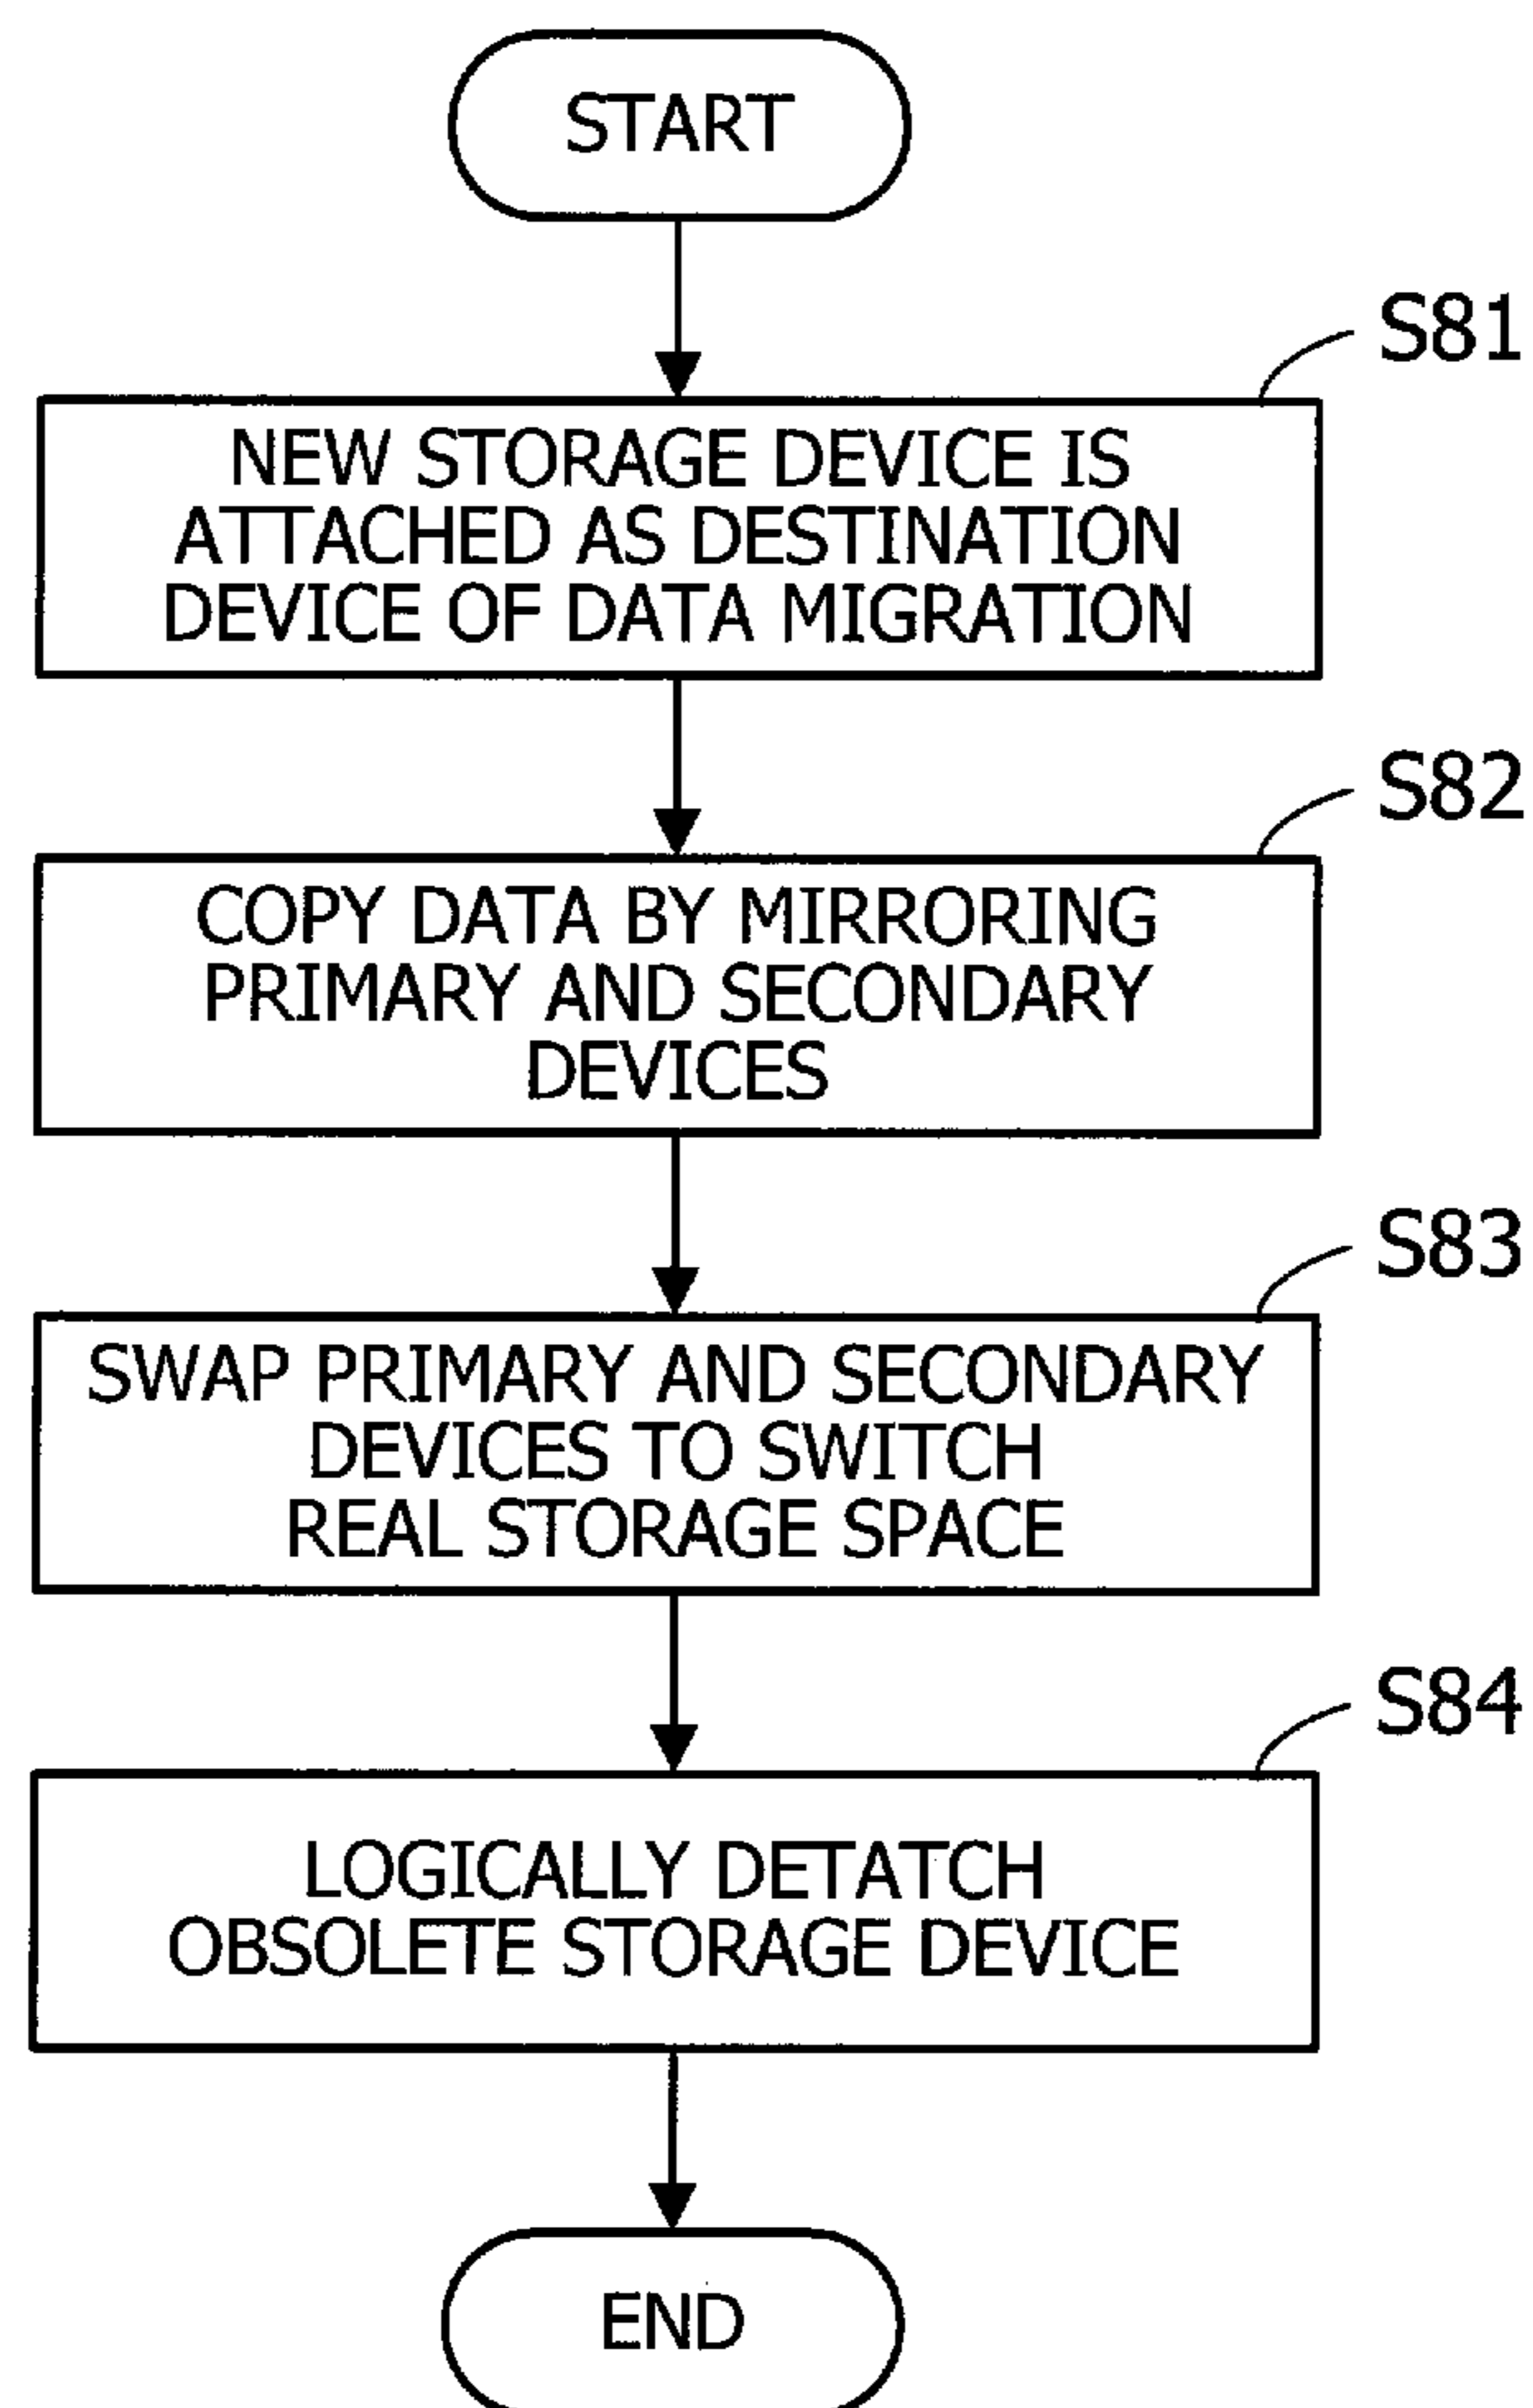 START
S81
NEW STORAGE DEVICE IS
ATTACHED AS DESTINATION
DEVICE OF DATA MIGRATION
S82
COPY DATA BY MIRRORING
PRIMARY AND SECONDARY
DEVICES
S83
SWAP PRIMARY AND SECONDARY
DEVICES TO SWITCH
REAL STORAGE SPACE
S84
LOGICALLY DETATCH
OBSOLETE STORAGE DEVICE
END